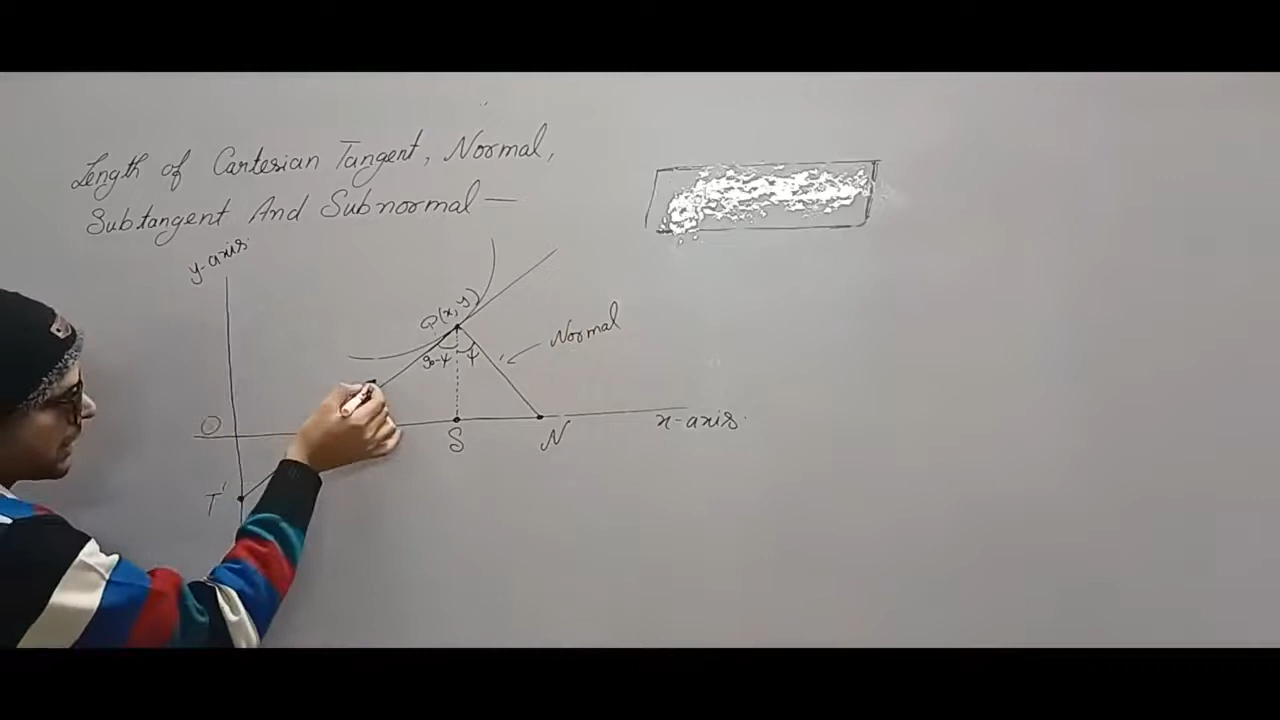 Length of Cartesian Tangent, Normal,
Subtangent And Subnormal —
y-axis
P(x, y)
90-ψ ψ
Normal
O
S
N
x-axis
T'